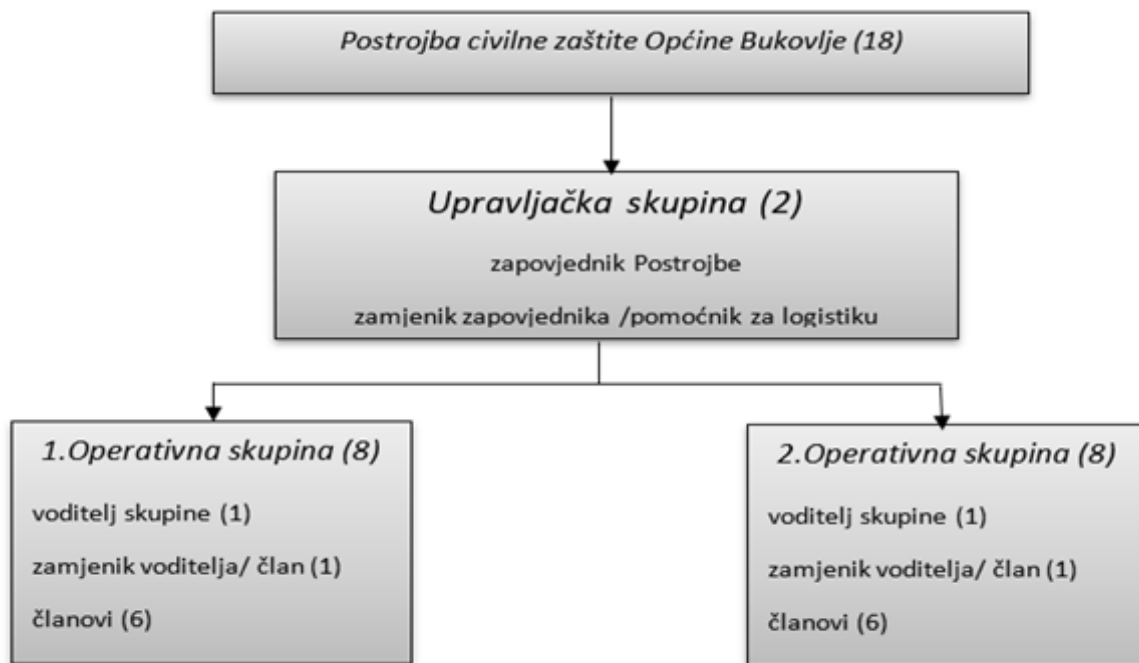 Postrojba civilne zaštite Općine Bukovlje (18)
Upravljačka skupina (2)
zapovjednik Postrojbe
zamjenik zapovjednika /pomoćnik za logistiku
1.Operativna skupina (8)
voditelj skupine (1)
zamjenik voditelja/ član (1)
članovi (6)
2.Operativna skupina (8)
voditelj skupine (1)
zamjenik voditelja/ član (1)
članovi (6)